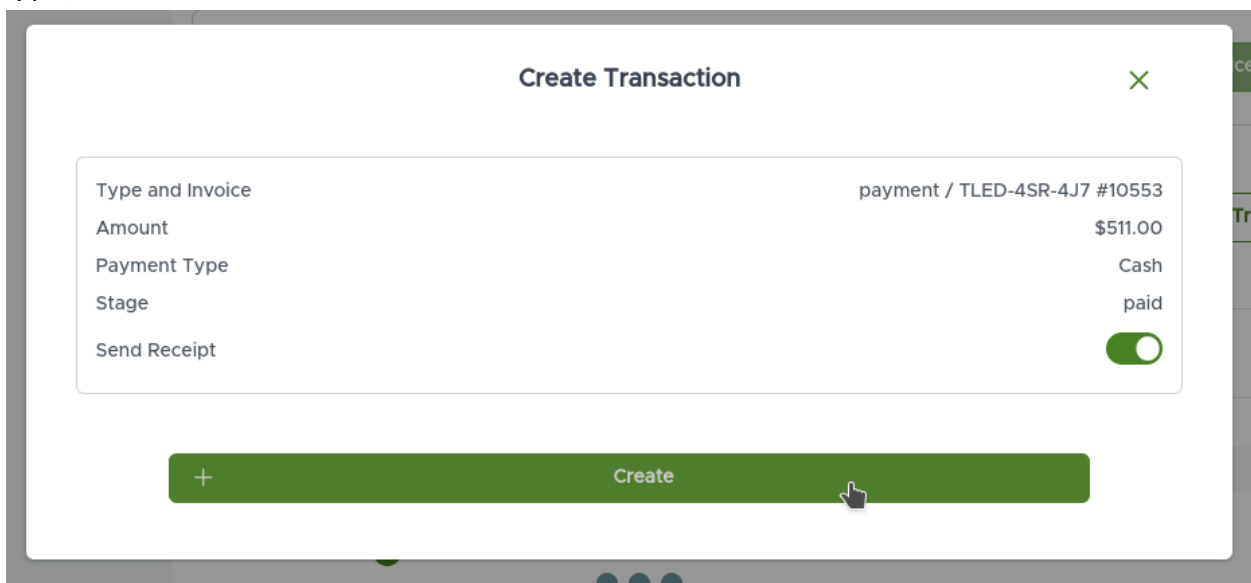 Create Transaction
Type and Invoice payment / TLED-4SR-4J7 #10553
Amount $511.00
Payment Type Cash
Stage paid
Send Receipt
+ Create